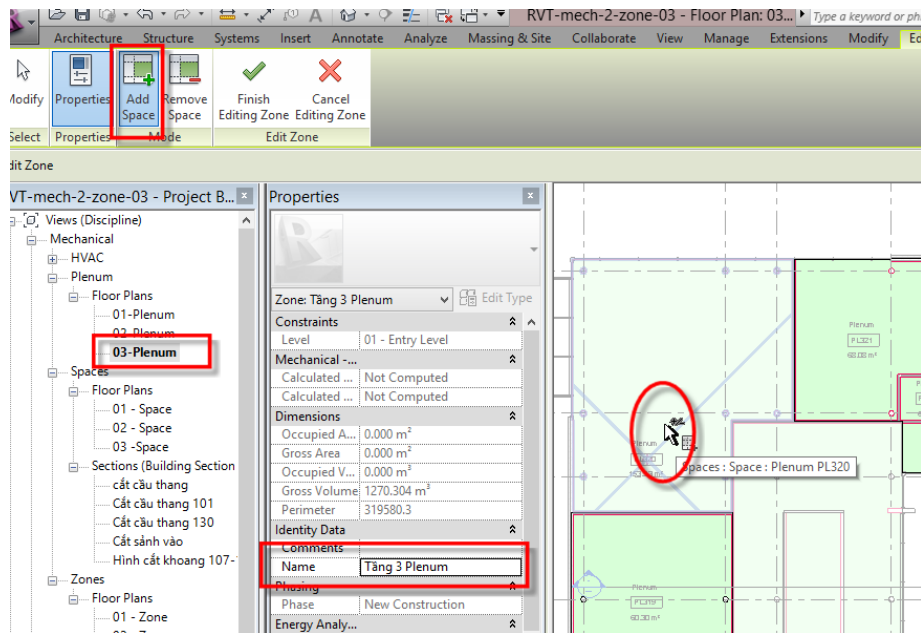 RVT-mech-2-zone-03 - Floor Plan: 03...
Type a keyword or ph
Architecture Structure Systems Insert Annotate Analyze Massing & Site Collaborate View Manage Extensions Modify Ed
Modify Properties Add Space Remove Space Finish Editing Zone Cancel Editing Zone
Select Properties Mode Edit Zone
dit Zone
RVT-mech-2-zone-03 - Project B...
Views (Discipline)
Mechanical
HVAC
Plenum
Floor Plans
01-Plenum
02-Plenum
03-Plenum
Spaces
Floor Plans
01 - Space
02 - Space
03 -Space
Sections (Building Section
cắt cầu thang
Cắt cầu thang 101
Cắt cầu thang 130
Cắt sảnh vào
Hình cắt khoang 107-
Zones
Floor Plans
01 - Zone
Properties
Zone: Tầng 3 Plenum
Edit Type
Constraints
Level 01 - Entry Level
Mechanical -...
Calculated ... Not Computed
Calculated ... Not Computed
Dimensions
Occupied A... 0.000 m²
Gross Area 0.000 m²
Occupied V... 0.000 m³
Gross Volume 1270.304 m³
Perimeter 319580.3
Identity Data
Comments
Name Tầng 3 Plenum
Phasing
Phase New Construction
Energy Analy...
Plenum
PL321
60.00 m²
Plenum
Spaces : Space : Plenum PL320
Plenum
PL319
60.30 m²